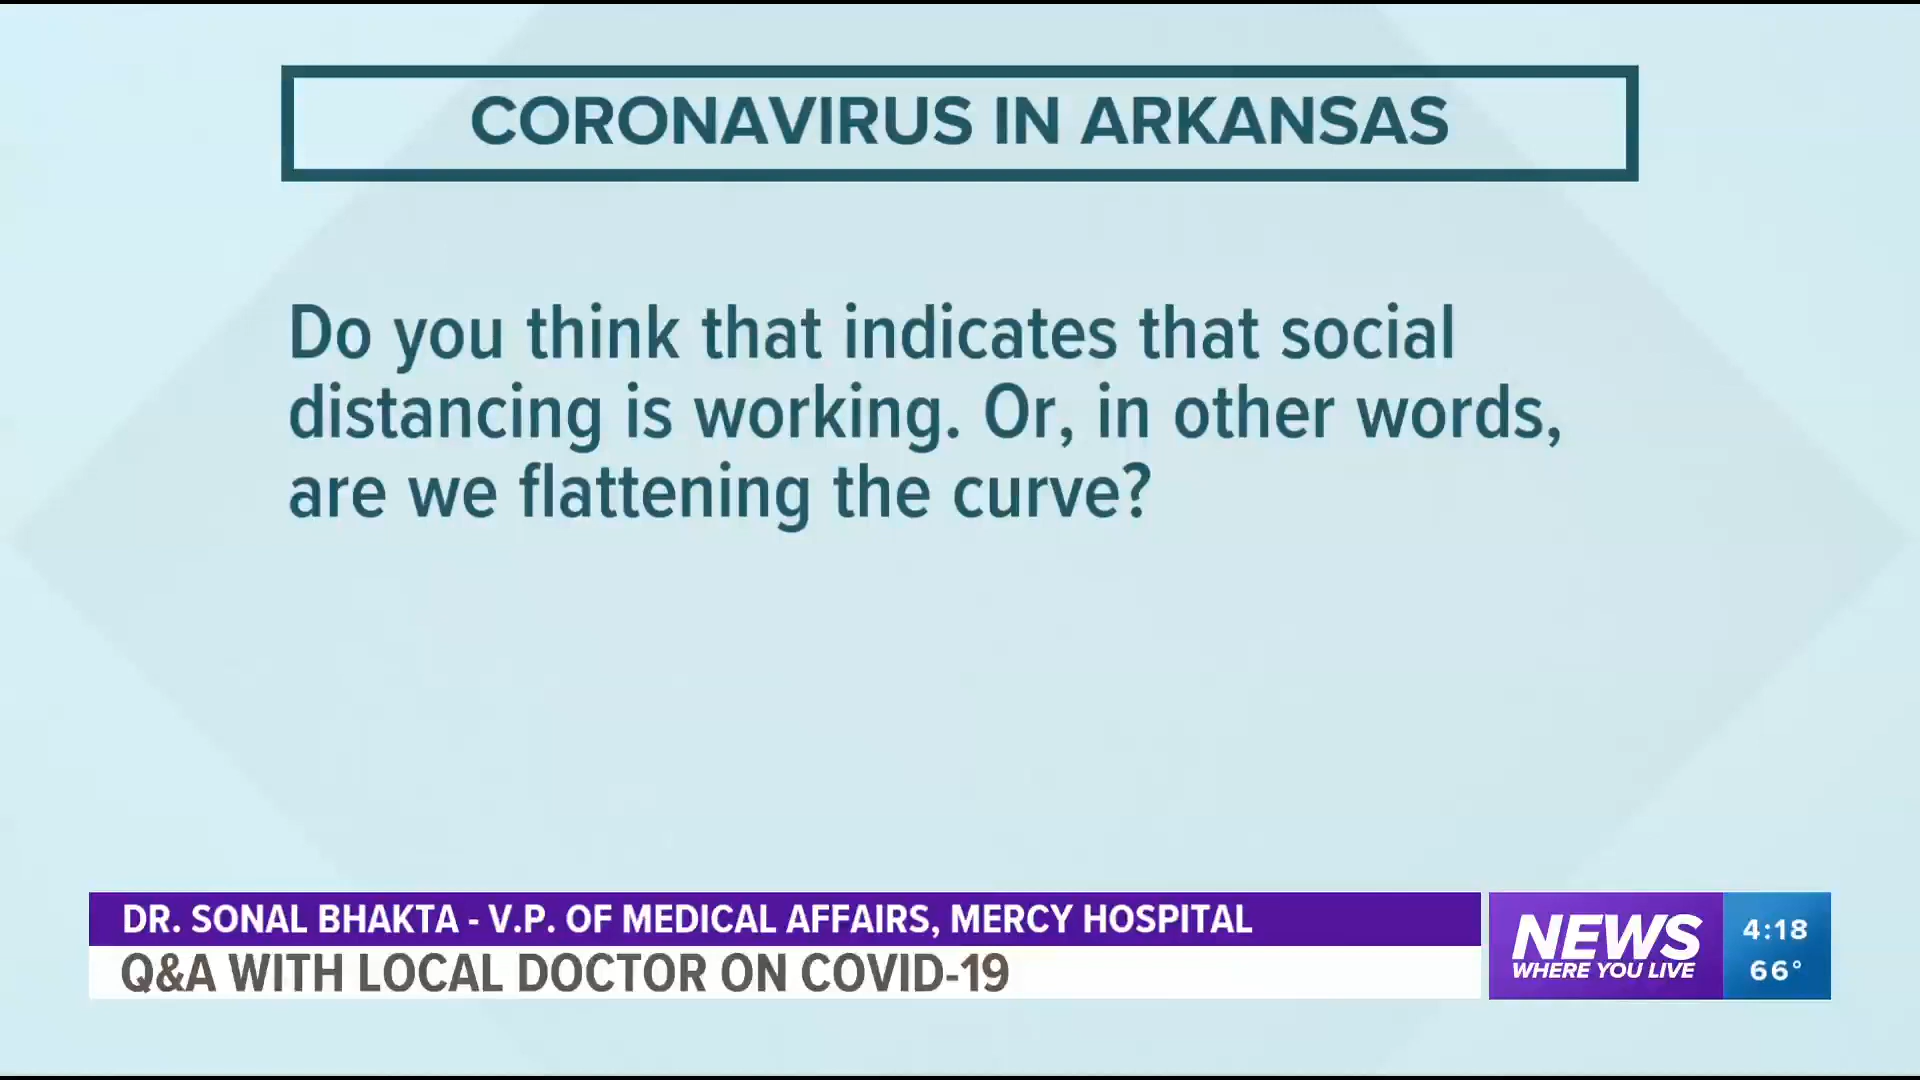 CORONAVIRUS IN ARKANSAS
Do you think that indicates that social
distancing is working. Or, in other words,
are we flattening the curve?
DR. SONAL BHAKTA - V.P. OF MEDICAL AFFAIRS, MERCY HOSPITAL
Q&A WITH LOCAL DOCTOR ON COVID-19
NEWS
WHERE YOU LIVE
4:18
66°